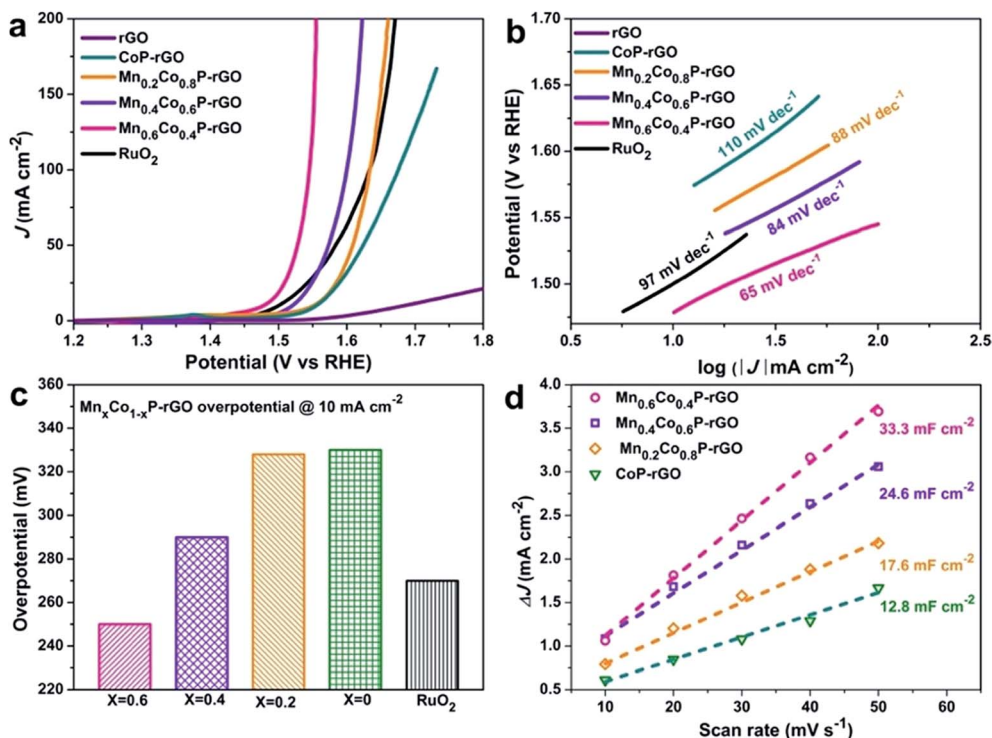 a
rGO
CoP-rGO
Mn0.2Co0.8P-rGO
Mn0.4Co0.6P-rGO
Mn0.6Co0.4P-rGO
RuO2
200
150
100
50
0
J (mA cm-2)
1.2 1.3 1.4 1.5 1.6 1.7 1.8
Potential (V vs RHE)
b
rGO
CoP-rGO
Mn0.2Co0.8P-rGO
Mn0.4Co0.6P-rGO
Mn0.6Co0.4P-rGO
RuO2
110 mV dec-1
88 mV dec-1
84 mV dec-1
97 mV dec-1
65 mV dec-1
1.70
1.65
1.60
1.55
1.50
Potential (V vs RHE)
0.5 1.0 1.5 2.0 2.5
log (|J| mA cm-2)
c
MnxCo1-xP-rGO overpotential @ 10 mA cm-2
360
340
320
300
280
260
240
220
Overpotential (mV)
X=0.6 X=0.4 X=0.2 X=0 RuO2
d
Mn0.6Co0.4P-rGO
Mn0.4Co0.6P-rGO
Mn0.2Co0.8P-rGO
CoP-rGO
33.3 mF cm-2
24.6 mF cm-2
17.6 mF cm-2
12.8 mF cm-2
4.0
3.5
3.0
2.5
2.0
1.5
1.0
0.5
ΔJ (mA cm-2)
10 20 30 40 50 60
Scan rate (mV s-1)